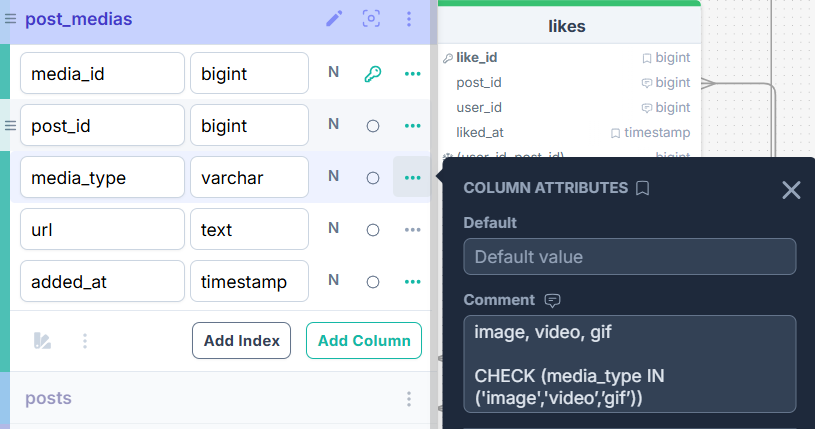 post_medias
media_id bigint N
post_id bigint N
media_type varchar N
url text N
added_at timestamp N
Add Index Add Column
posts
likes
like_id bigint
post_id bigint
user_id bigint
liked_at timestamp
(user_id, post_id) bigint
COLUMN ATTRIBUTES
Default
Default value
Comment
image, video, gif
CHECK (media_type IN
('image','video','gif'))